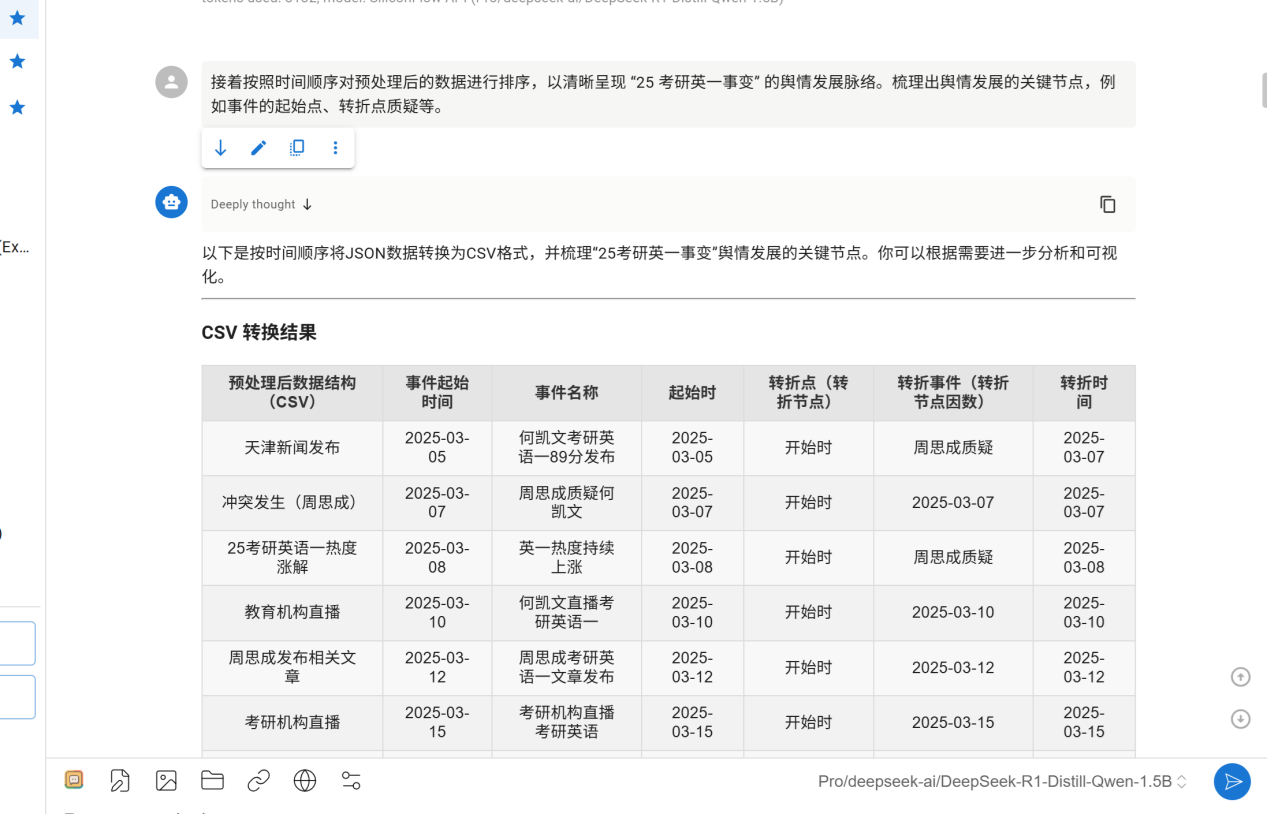 接着按照时间顺序对预处理后的数据进行排序，以清晰呈现 “25 考研英一事变” 的舆情发展脉络。梳理出舆情发展的关键节点，例
如事件的起始点、转折点质疑等。
Deeply thought
(Ex...
以下是按时间顺序将JSON数据转换为CSV格式，并梳理“25考研英一事变”舆情发展的关键节点。你可以根据需要进一步分析和可视
化。
CSV 转换结果
预处理后数据结构
（CSV）
事件起始
时间
事件名称
起始时
转折点（转
折节点）
转折事件（转折
节点因数）
转折时
间
天津新闻发布
2025-03-
05
何凯文考研英
语一89分发布
2025-
03-05
开始时
周思成质疑
2025-
03-07
冲突发生（周思成）
2025-03-
07
周思成质疑何
凯文
2025-
03-07
开始时
2025-03-07
2025-
03-07
25考研英语一热度
涨解
2025-03-
08
英一热度持续
上涨
2025-
03-08
开始时
周思成质疑
2025-
03-08
教育机构直播
2025-03-
10
何凯文直播考
研英语一
2025-
03-10
开始时
2025-03-10
2025-
03-10
周思成发布相关文
章
2025-03-
12
周思成考研英
语一文章发布
2025-
03-12
开始时
2025-03-12
2025-
03-12
考研机构直播
2025-03-
15
考研机构直播
考研英语
2025-
03-15
开始时
2025-03-15
2025-
03-15
Pro/deepseek-ai/DeepSeek-R1-Distill-Qwen-1.5B